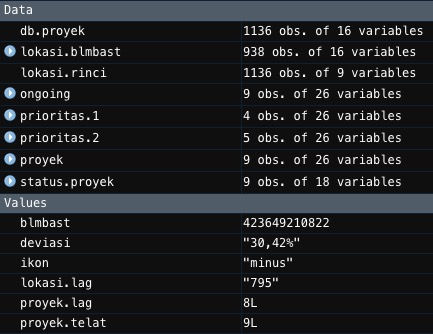 Data
db.proyek 1136 obs. of 16 variables
lokasi.blmbast 938 obs. of 16 variables
lokasi.rinci 1136 obs. of 9 variables
ongoing 9 obs. of 26 variables
prioritas.1 4 obs. of 26 variables
prioritas.2 5 obs. of 26 variables
proyek 9 obs. of 26 variables
status.proyek 9 obs. of 18 variables
Values
blmbast 423649210822
deviasi "30,42%"
ikon "minus"
lokasi.lag "795"
proyek.lag 8L
proyek.telat 9L